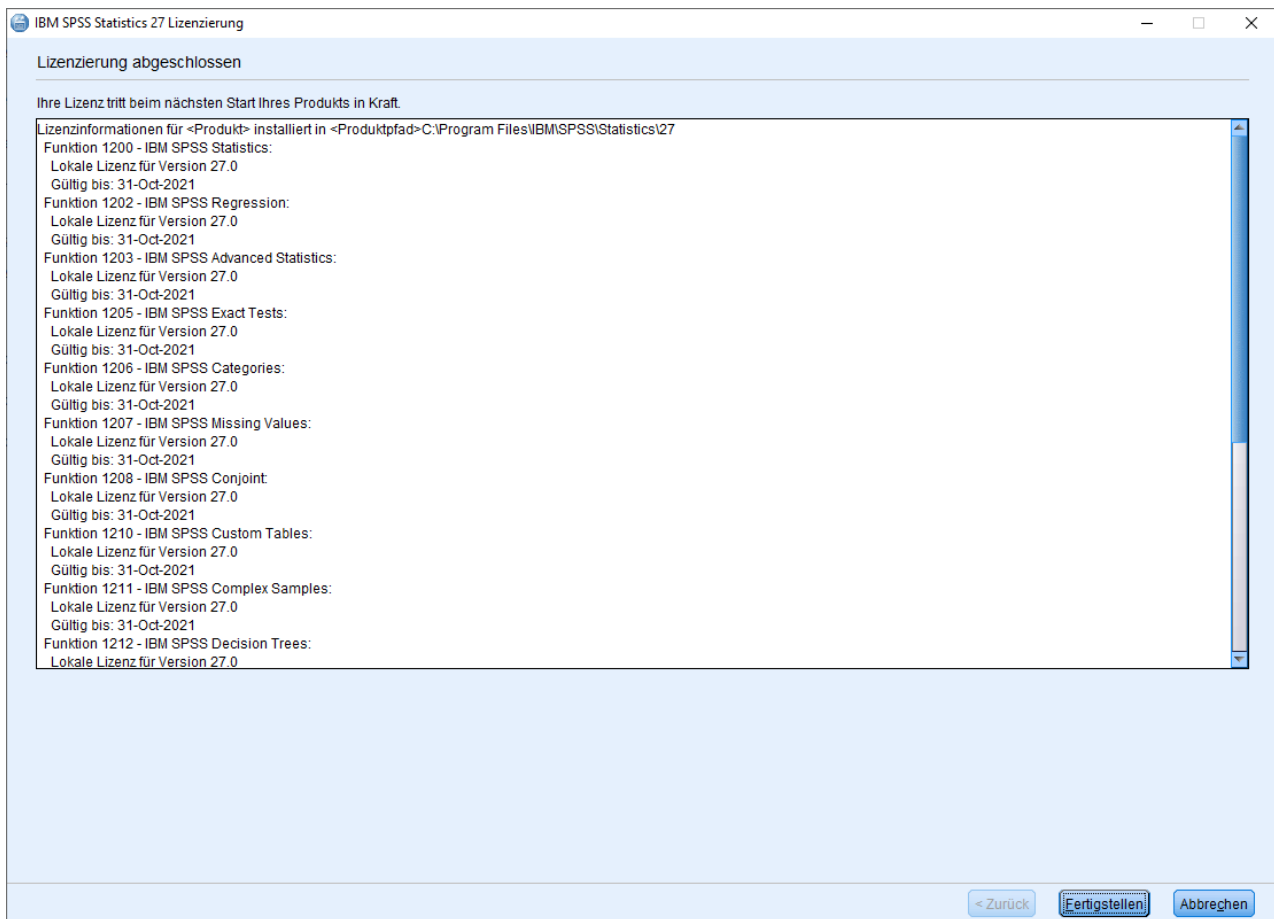 IBM SPSS Statistics 27 Lizenzierung
Lizenzierung abgeschlossen
Ihre Lizenz tritt beim nächsten Start Ihres Produkts in Kraft.
Lizenzinformationen für <Produkt> installiert in <Produktpfad>C:\Program Files\IBM\SPSS\Statistics\27
Funktion 1200 - IBM SPSS Statistics:
Lokale Lizenz für Version 27.0
Gültig bis: 31-Oct-2021
Funktion 1202 - IBM SPSS Regression:
Lokale Lizenz für Version 27.0
Gültig bis: 31-Oct-2021
Funktion 1203 - IBM SPSS Advanced Statistics:
Lokale Lizenz für Version 27.0
Gültig bis: 31-Oct-2021
Funktion 1205 - IBM SPSS Exact Tests:
Lokale Lizenz für Version 27.0
Gültig bis: 31-Oct-2021
Funktion 1206 - IBM SPSS Categories:
Lokale Lizenz für Version 27.0
Gültig bis: 31-Oct-2021
Funktion 1207 - IBM SPSS Missing Values:
Lokale Lizenz für Version 27.0
Gültig bis: 31-Oct-2021
Funktion 1208 - IBM SPSS Conjoint:
Lokale Lizenz für Version 27.0
Gültig bis: 31-Oct-2021
Funktion 1210 - IBM SPSS Custom Tables:
Lokale Lizenz für Version 27.0
Gültig bis: 31-Oct-2021
Funktion 1211 - IBM SPSS Complex Samples:
Lokale Lizenz für Version 27.0
Gültig bis: 31-Oct-2021
Funktion 1212 - IBM SPSS Decision Trees:
Lokale Lizenz für Version 27.0
< Zurück
Fertigstellen
Abbrechen